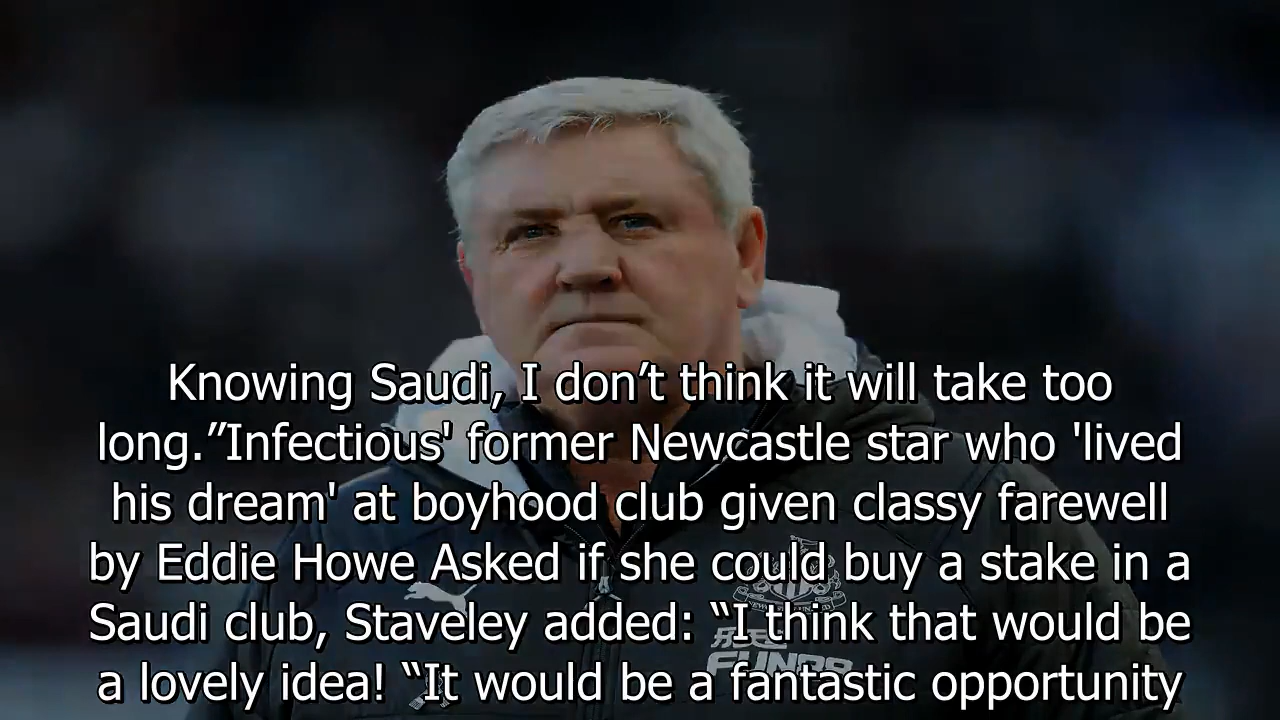 Knowing Saudi, I don’t think it will take too
long.”Infectious' former Newcastle star who 'lived
his dream' at boyhood club given classy farewell
by Eddie Howe Asked if she could buy a stake in a
Saudi club, Staveley added: “I think that would be
a lovely idea! “It would be a fantastic opportunity
FUN88